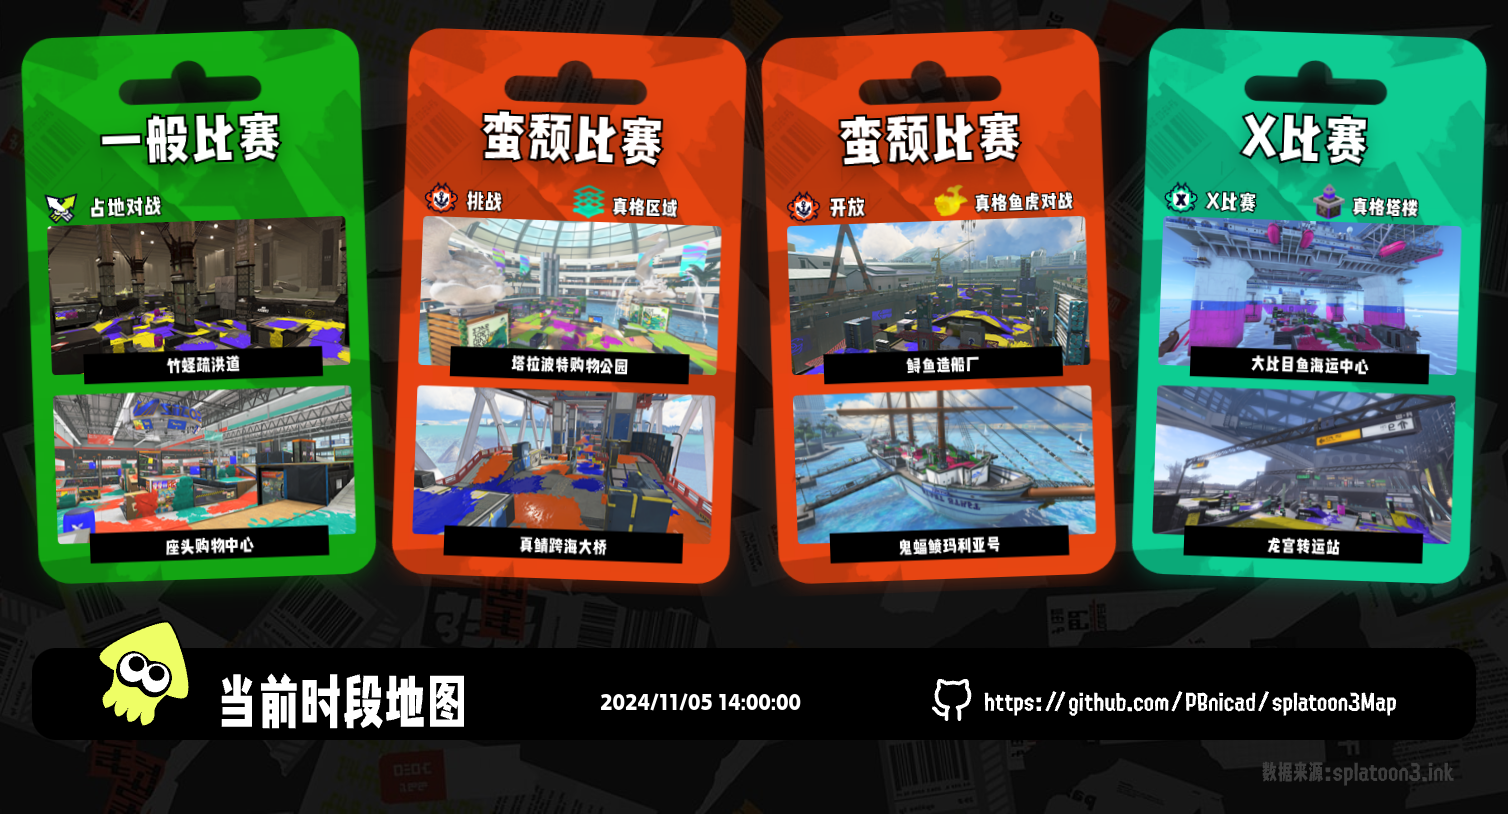 一般比赛
占地对战
竹蛏疏洪道
座头购物中心
蛮颓比赛
挑战
真格区域
塔拉波特购物公园
真鲭跨海大桥
蛮颓比赛
开放
真格鱼虎对战
鲟鱼造船厂
鬼蝠鲼玛利亚号
X比赛
X比赛
真格塔楼
大比目鱼海运中心
龙宫转运站
当前时段地图
2024/11/05 14:00:00
https://github.com/PBnicad/splatoon3Map
数据来源:splatoon3.ink